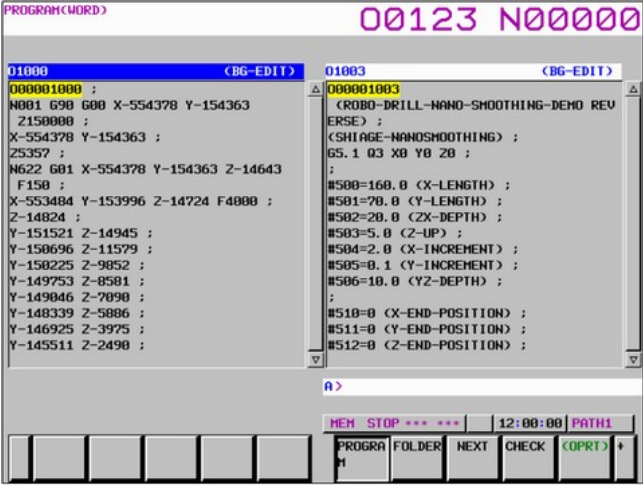 PROGRAM(WORD)
O0123 N00000
O1000 (BG-EDIT)
O00001000 ;
N001 G90 G00 X-554378 Y-154363
Z150000 ;
X-554378 Y-154363 ;
Z5357 ;
N622 G01 X-554378 Y-154363 Z-14643
F150 ;
X-553484 Y-153996 Z-14724 F4000 ;
Z-14824 ;
Y-151521 Z-14945 ;
Y-150696 Z-11579 ;
Y-150225 Z-9852 ;
Y-149753 Z-8581 ;
Y-149046 Z-7090 ;
Y-148339 Z-5886 ;
Y-146925 Z-3975 ;
Y-145511 Z-2490 ;
O1003 (BG-EDIT)
O00001003
(ROBO-DRILL-NANO-SMOOTHING-DEMO REV
ERSE) ;
(SHIAGE-NANOSMOOTHING) ;
G5.1 Q3 X0 Y0 Z0 ;
;
#500=160.0 (X-LENGTH) ;
#501=70.0 (Y-LENGTH) ;
#502=20.0 (ZX-DEPTH) ;
#503=5.0 (Z-UP) ;
#504=2.0 (X-INCREMENT) ;
#505=0.1 (Y-INCREMENT) ;
#506=10.0 (YZ-DEPTH) ;
;
#510=0 (X-END-POSITION) ;
#511=0 (Y-END-POSITION) ;
#512=0 (Z-END-POSITION) ;
A>
MEM STOP *** *** 12:00:00 PATH1
PROGRA
M
FOLDER NEXT CHECK (OPRT) +